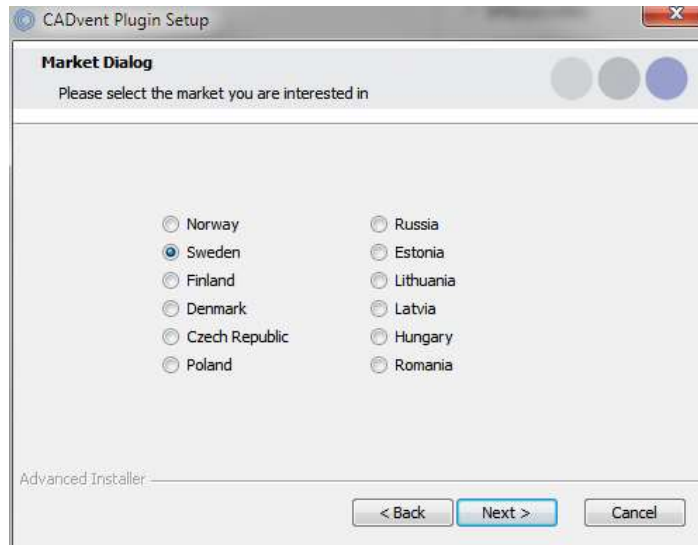 CADvent Plugin Setup
Market Dialog
Please select the market you are interested in
Norway
Sweden
Finland
Denmark
Czech Republic
Poland
Russia
Estonia
Lithuania
Latvia
Hungary
Romania
Advanced Installer
< Back
Next >
Cancel